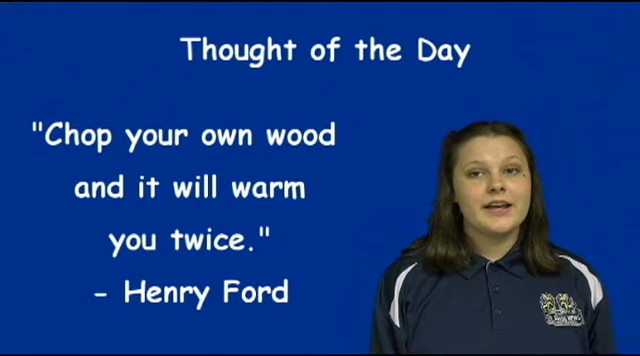 Thought of the Day
"Chop your own wood
and it will warm
you twice."
- Henry Ford